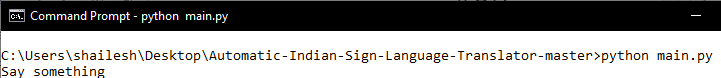 Command Prompt - python  main.py
C:\Users\shailesh\Desktop\Automatic-Indian-Sign-Language-Translator-master>python main.py
Say something